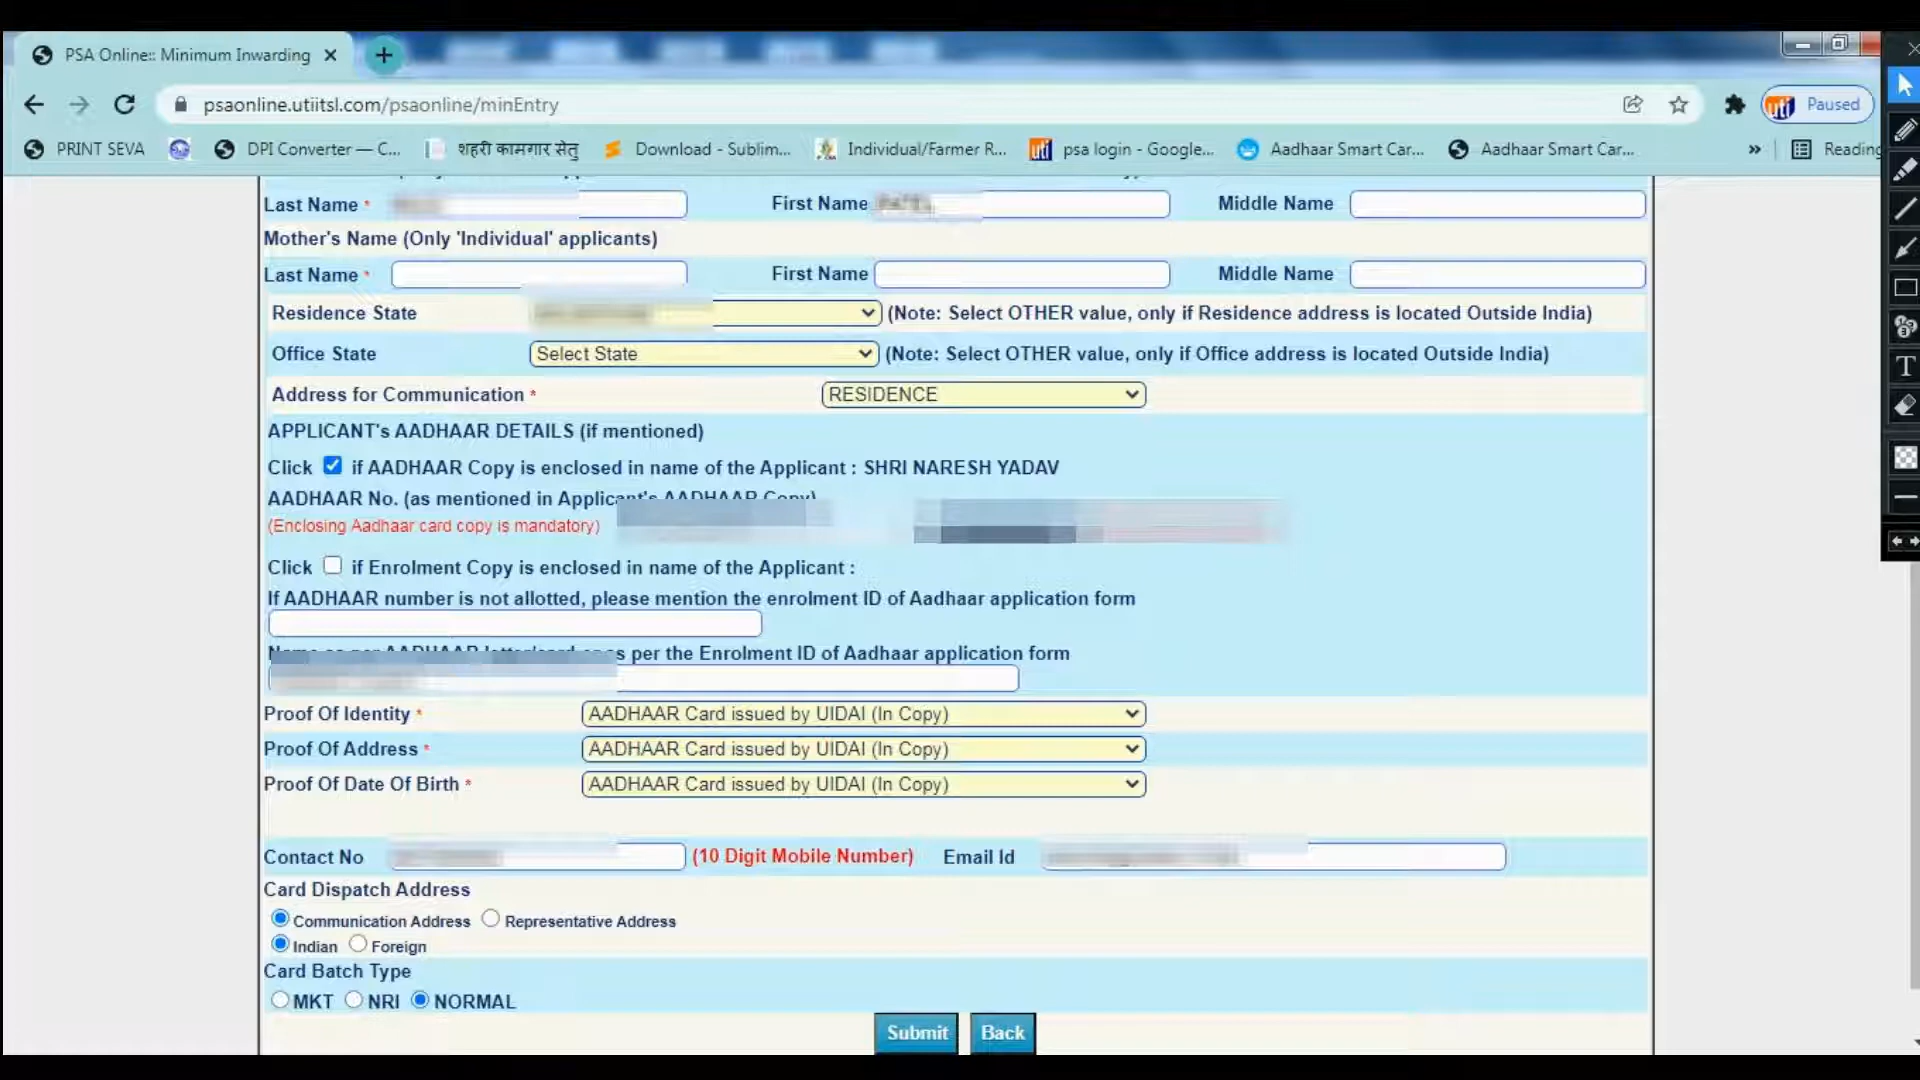 PSA Online:: Minimum Inwarding
psaonline.utiitsl.com/psaonline/minEntry
uti Paused
PRINT SEVA DPI Converter — C... शहरी कामगार सेतु Download - Sublim... Individual/Farmer R... uti psa login - Google... Aadhaar Smart Car... Aadhaar Smart Car... » Reading
Last Name * First Name Middle Name
Mother's Name (Only 'Individual' applicants)
Last Name * First Name Middle Name
Residence State (Note: Select OTHER value, only if Residence address is located Outside India)
Office State Select State (Note: Select OTHER value, only if Office address is located Outside India)
Address for Communication * RESIDENCE
APPLICANT's AADHAAR DETAILS (if mentioned)
Click if AADHAAR Copy is enclosed in name of the Applicant : SHRI NARESH YADAV
AADHAAR No. (as mentioned in Applicant's AADHAAR Copy)
(Enclosing Aadhaar card copy is mandatory)
Click if Enrolment Copy is enclosed in name of the Applicant :
If AADHAAR number is not allotted, please mention the enrolment ID of Aadhaar application form
Name as per AADHAAR per the Enrolment ID of Aadhaar application form
Proof Of Identity * AADHAAR Card issued by UIDAI (In Copy)
Proof Of Address * AADHAAR Card issued by UIDAI (In Copy)
Proof Of Date Of Birth * AADHAAR Card issued by UIDAI (In Copy)
Contact No (10 Digit Mobile Number) Email Id
Card Dispatch Address
Communication Address Representative Address
Indian Foreign
Card Batch Type
MKT NRI NORMAL
Submit Back